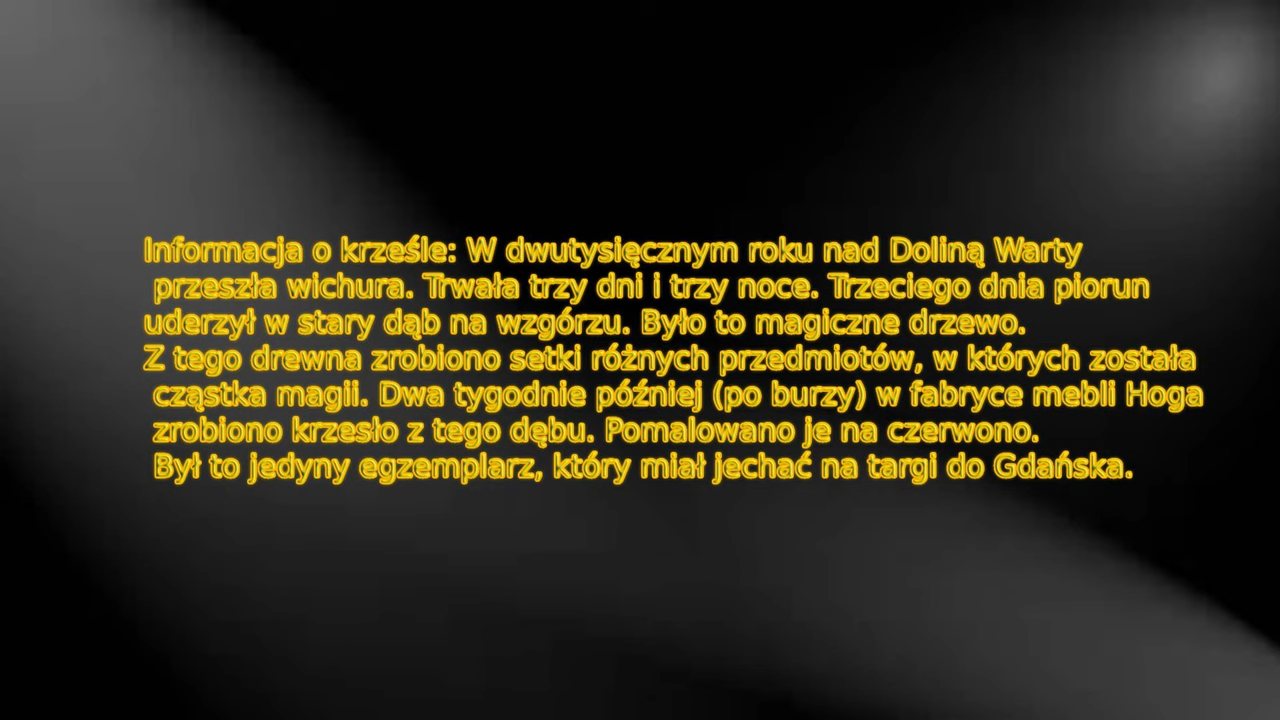 Informacja o krześle: W dwutysięcznym roku nad Doliną Warty
przeszła wichura. Trwała trzy dni i trzy noce. Trzeciego dnia piorun
uderzył w stary dąb na wzgórzu. Było to magiczne drzewo.
Z tego drewna zrobiono setki różnych przedmiotów, w których została
cząstka magii. Dwa tygodnie później (po burzy) w fabryce mebli Hoga
zrobiono krzesło z tego dębu. Pomalowano je na czerwono.
Był to jedyny egzemplarz, który miał jechać na targi do Gdańska.